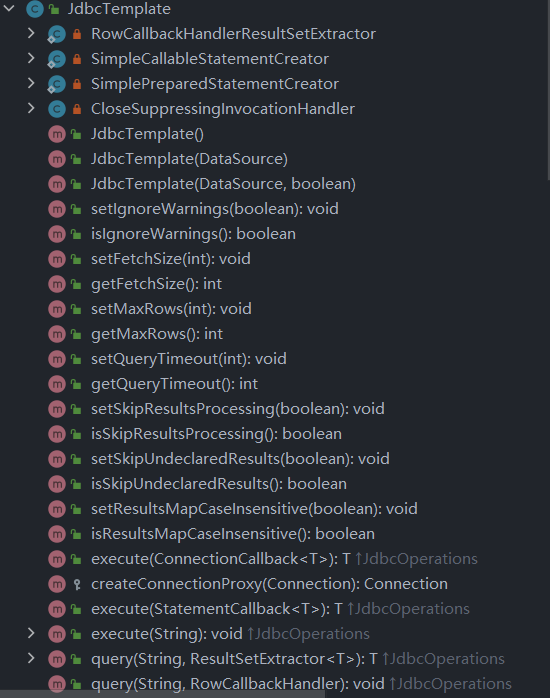 JdbcTemplate
RowCallbackHandlerResultSetExtractor
SimpleCallableStatementCreator
SimplePreparedStatementCreator
CloseSuppressingInvocationHandler
JdbcTemplate()
JdbcTemplate(DataSource)
JdbcTemplate(DataSource, boolean)
setIgnoreWarnings(boolean): void
isIgnoreWarnings(): boolean
setFetchSize(int): void
getFetchSize(): int
setMaxRows(int): void
getMaxRows(): int
setQueryTimeout(int): void
getQueryTimeout(): int
setSkipResultsProcessing(boolean): void
isSkipResultsProcessing(): boolean
setSkipUndeclaredResults(boolean): void
isSkipUndeclaredResults(): boolean
setResultsMapCaseInsensitive(boolean): void
isResultsMapCaseInsensitive(): boolean
execute(ConnectionCallback<T>): T ↑JdbcOperations
createConnectionProxy(Connection): Connection
execute(StatementCallback<T>): T ↑JdbcOperations
execute(String): void ↑JdbcOperations
query(String, ResultSetExtractor<T>): T ↑JdbcOperations
query(String, RowCallbackHandler): void ↑JdbcOperations